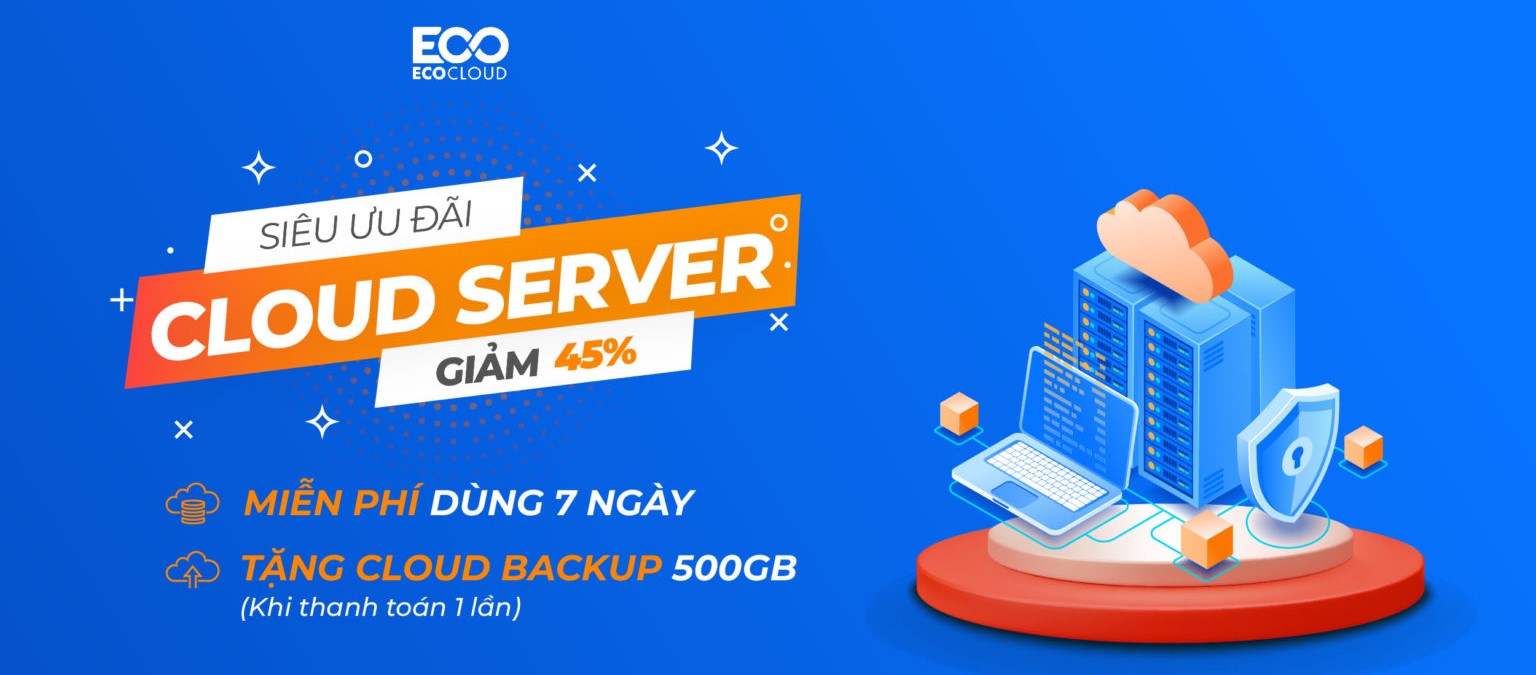 ECO
ECOCLOUD
SIÊU ƯU ĐÃI
CLOUD SERVER
GIẢM 45%
MIỄN PHÍ DÙNG 7 NGÀY
TẶNG CLOUD BACKUP 500GB
(Khi thanh toán 1 lần)